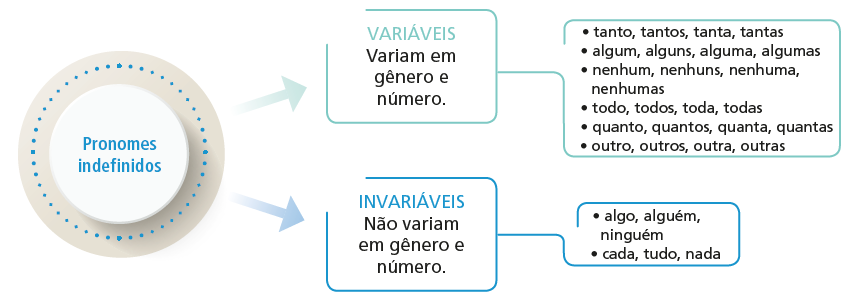 Pronomes
indefinidos
VARIÁVEIS
Variam em
gênero e
número.
• tanto, tantos, tanta, tantas
• algum, alguns, alguma, algumas
• nenhum, nenhuns, nenhuma,
nenhumas
• todo, todos, toda, todas
• quanto, quantos, quanta, quantas
• outro, outros, outra, outras
INVARIÁVEIS
Não variam
em gênero e
número.
• algo, alguém,
ninguém
• cada, tudo, nada